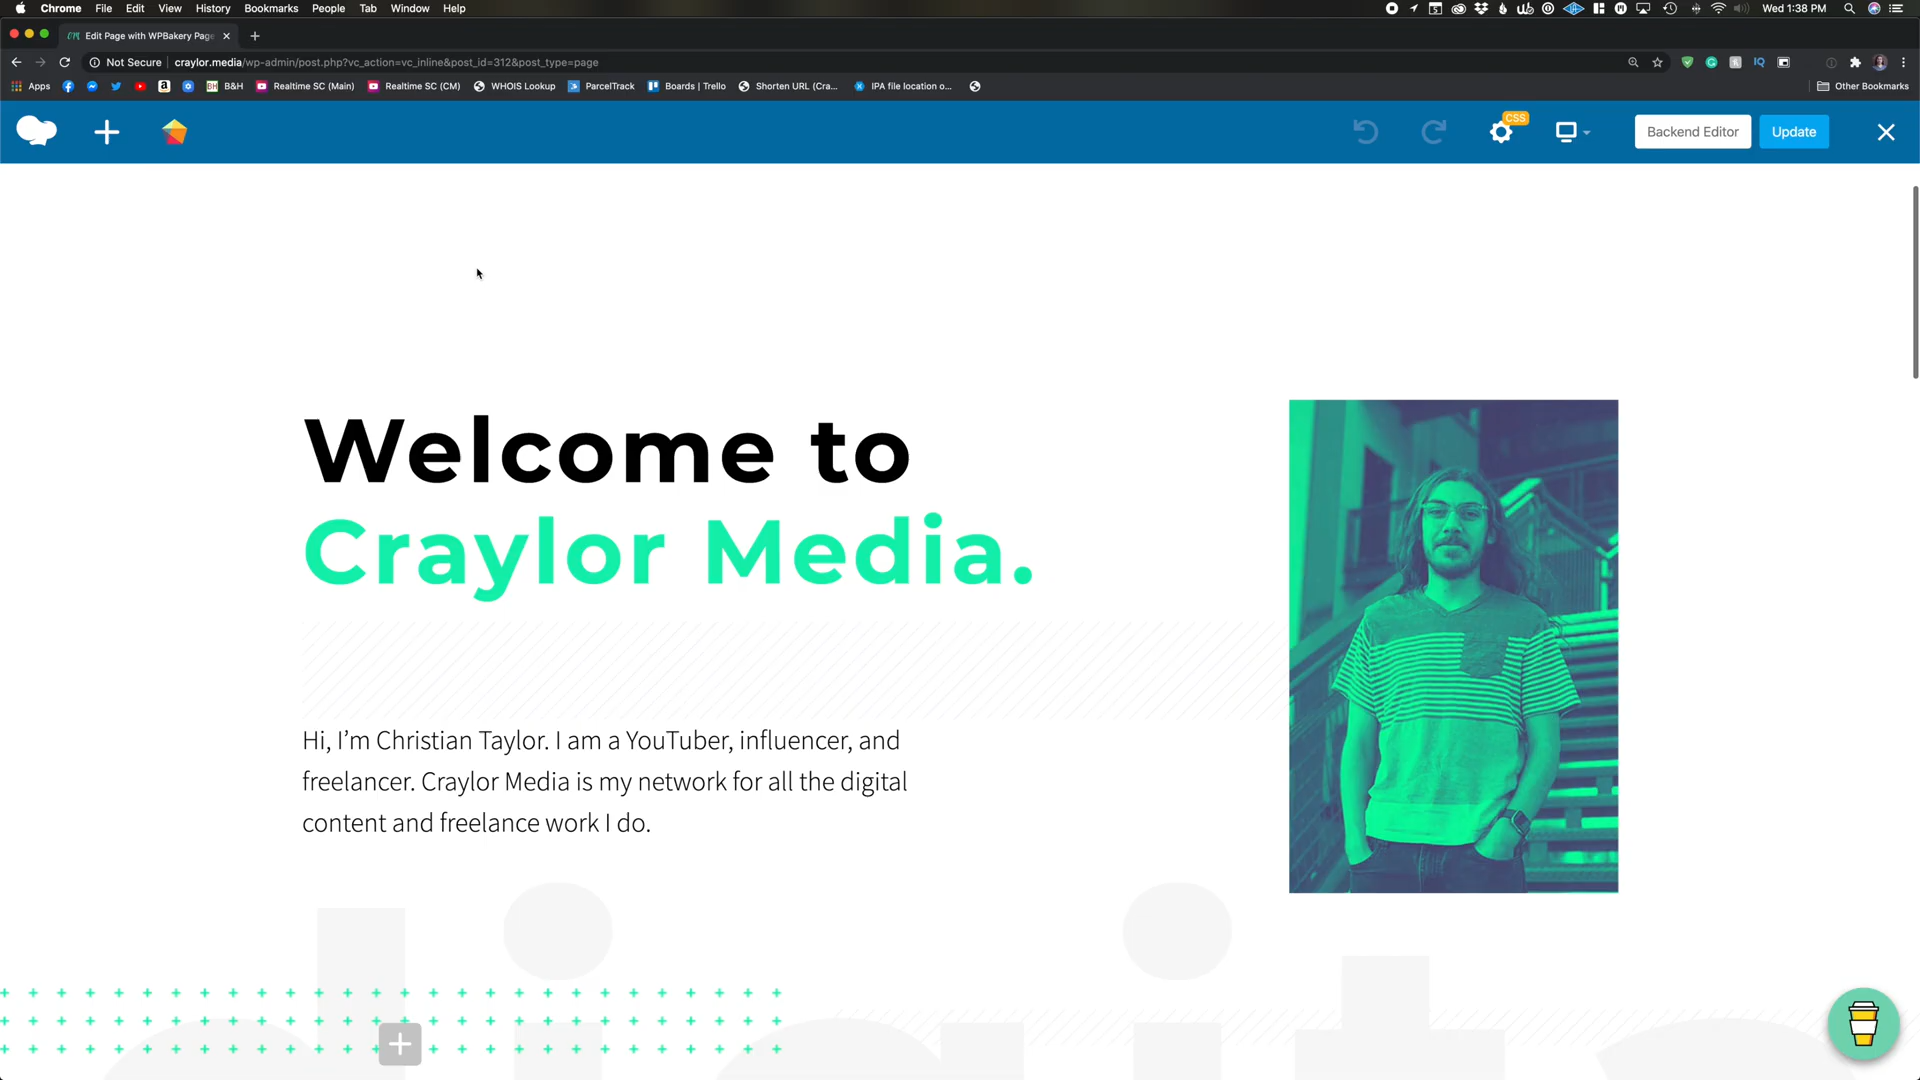 Chrome File Edit View History Bookmarks People Tab Window Help
Wed 1:38 PM
Edit Page with WPBakery Page
Not Secure craylor.media/wp-admin/post.php?vc_action=vc_inline&post_id=312&post_type=page
Apps B&H Realtime SC (Main) Realtime SC (CM) WHOIS Lookup ParcelTrack Boards | Trello Shorten URL (Cra... IPA file location o... Other Bookmarks
CSS
Backend Editor Update
Welcome to
Craylor Media.
Hi, I’m Christian Taylor. I am a YouTuber, influencer, and
freelancer. Craylor Media is my network for all the digital
content and freelance work I do.